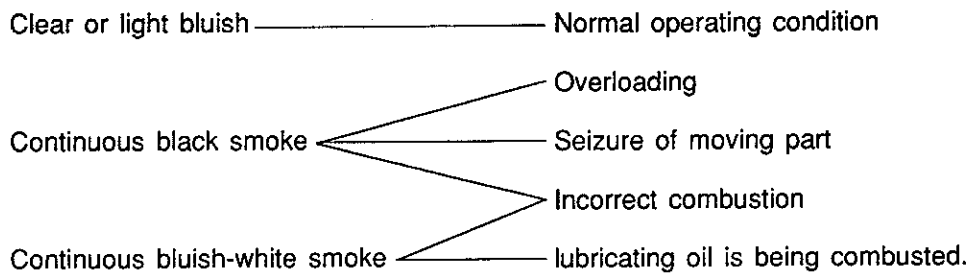 Clear or light bluish Normal operating condition
Overloading
Continuous black smoke Seizure of moving part
Incorrect combustion
Continuous bluish-white smoke lubricating oil is being combusted.